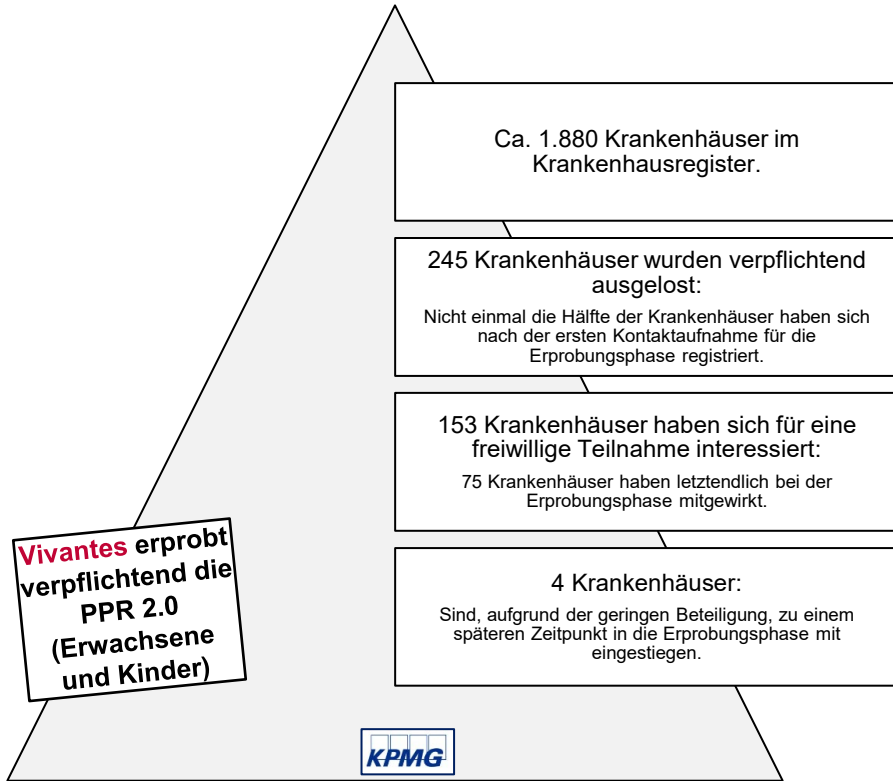 Ca. 1.880 Krankenhäuser im
Krankenhausregister.
245 Krankenhäuser wurden verpflichtend
ausgelost:
Nicht einmal die Hälfte der Krankenhäuser haben sich
nach der ersten Kontaktaufnahme für die
Erprobungsphase registriert.
153 Krankenhäuser haben sich für eine
freiwillige Teilnahme interessiert:
75 Krankenhäuser haben letztendlich bei der
Erprobungsphase mitgewirkt.
4 Krankenhäuser:
Sind, aufgrund der geringen Beteiligung, zu einem
späteren Zeitpunkt in die Erprobungsphase mit
eingestiegen.
Vivantes erprobt
verpflichtend die
PPR 2.0
(Erwachsene
und Kinder)
KPMG